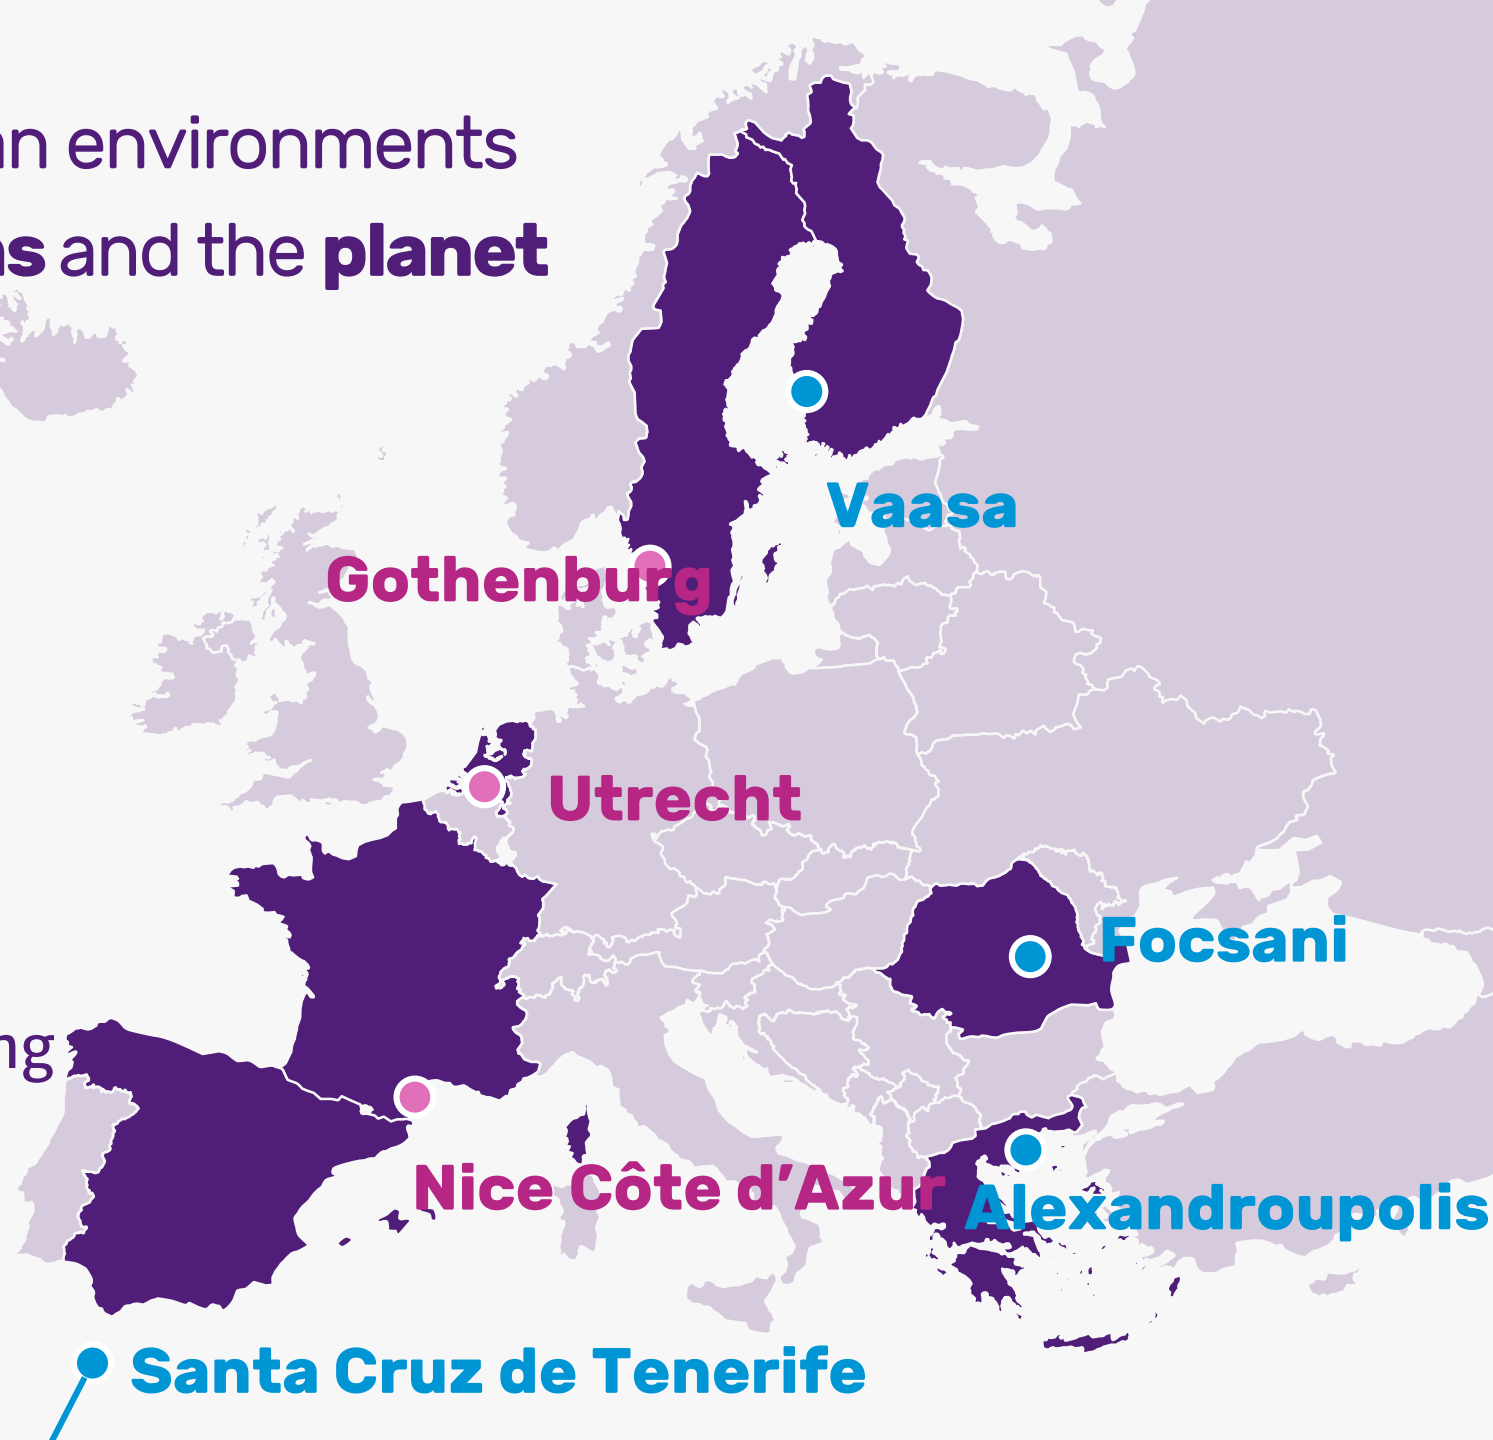 an environments
ns and the planet
Vaasa
Gothenburg
Utrecht
Focsani
ng
Nice Côte d’Azur
Alexandroupolis
Santa Cruz de Tenerife